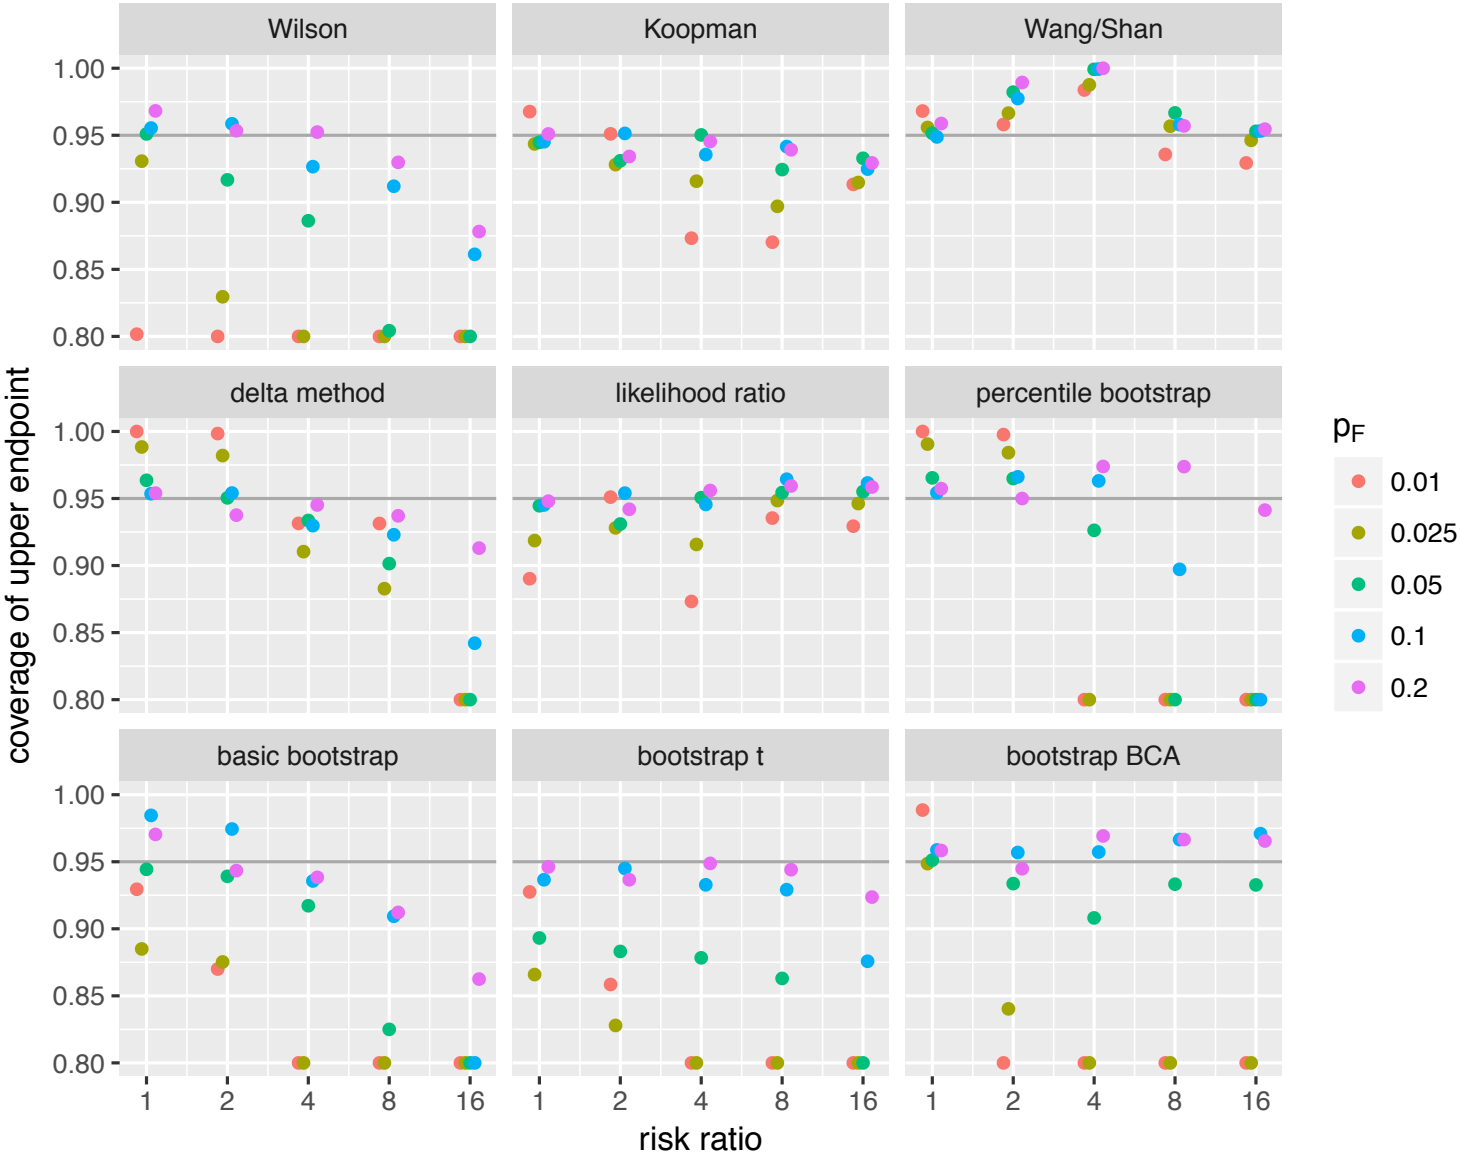 Wilson Koopman Wang/Shan
1.00
0.95
0.90
0.85
0.80
delta method likelihood ratio percentile bootstrap
1.00
0.95
0.90
0.85
0.80
basic bootstrap bootstrap t bootstrap BCA
1.00
0.95
0.90
0.85
0.80
1 2 4 8 16 1 2 4 8 16 1 2 4 8 16
risk ratio
coverage of upper endpoint
pF
0.01
0.025
0.05
0.1
0.2